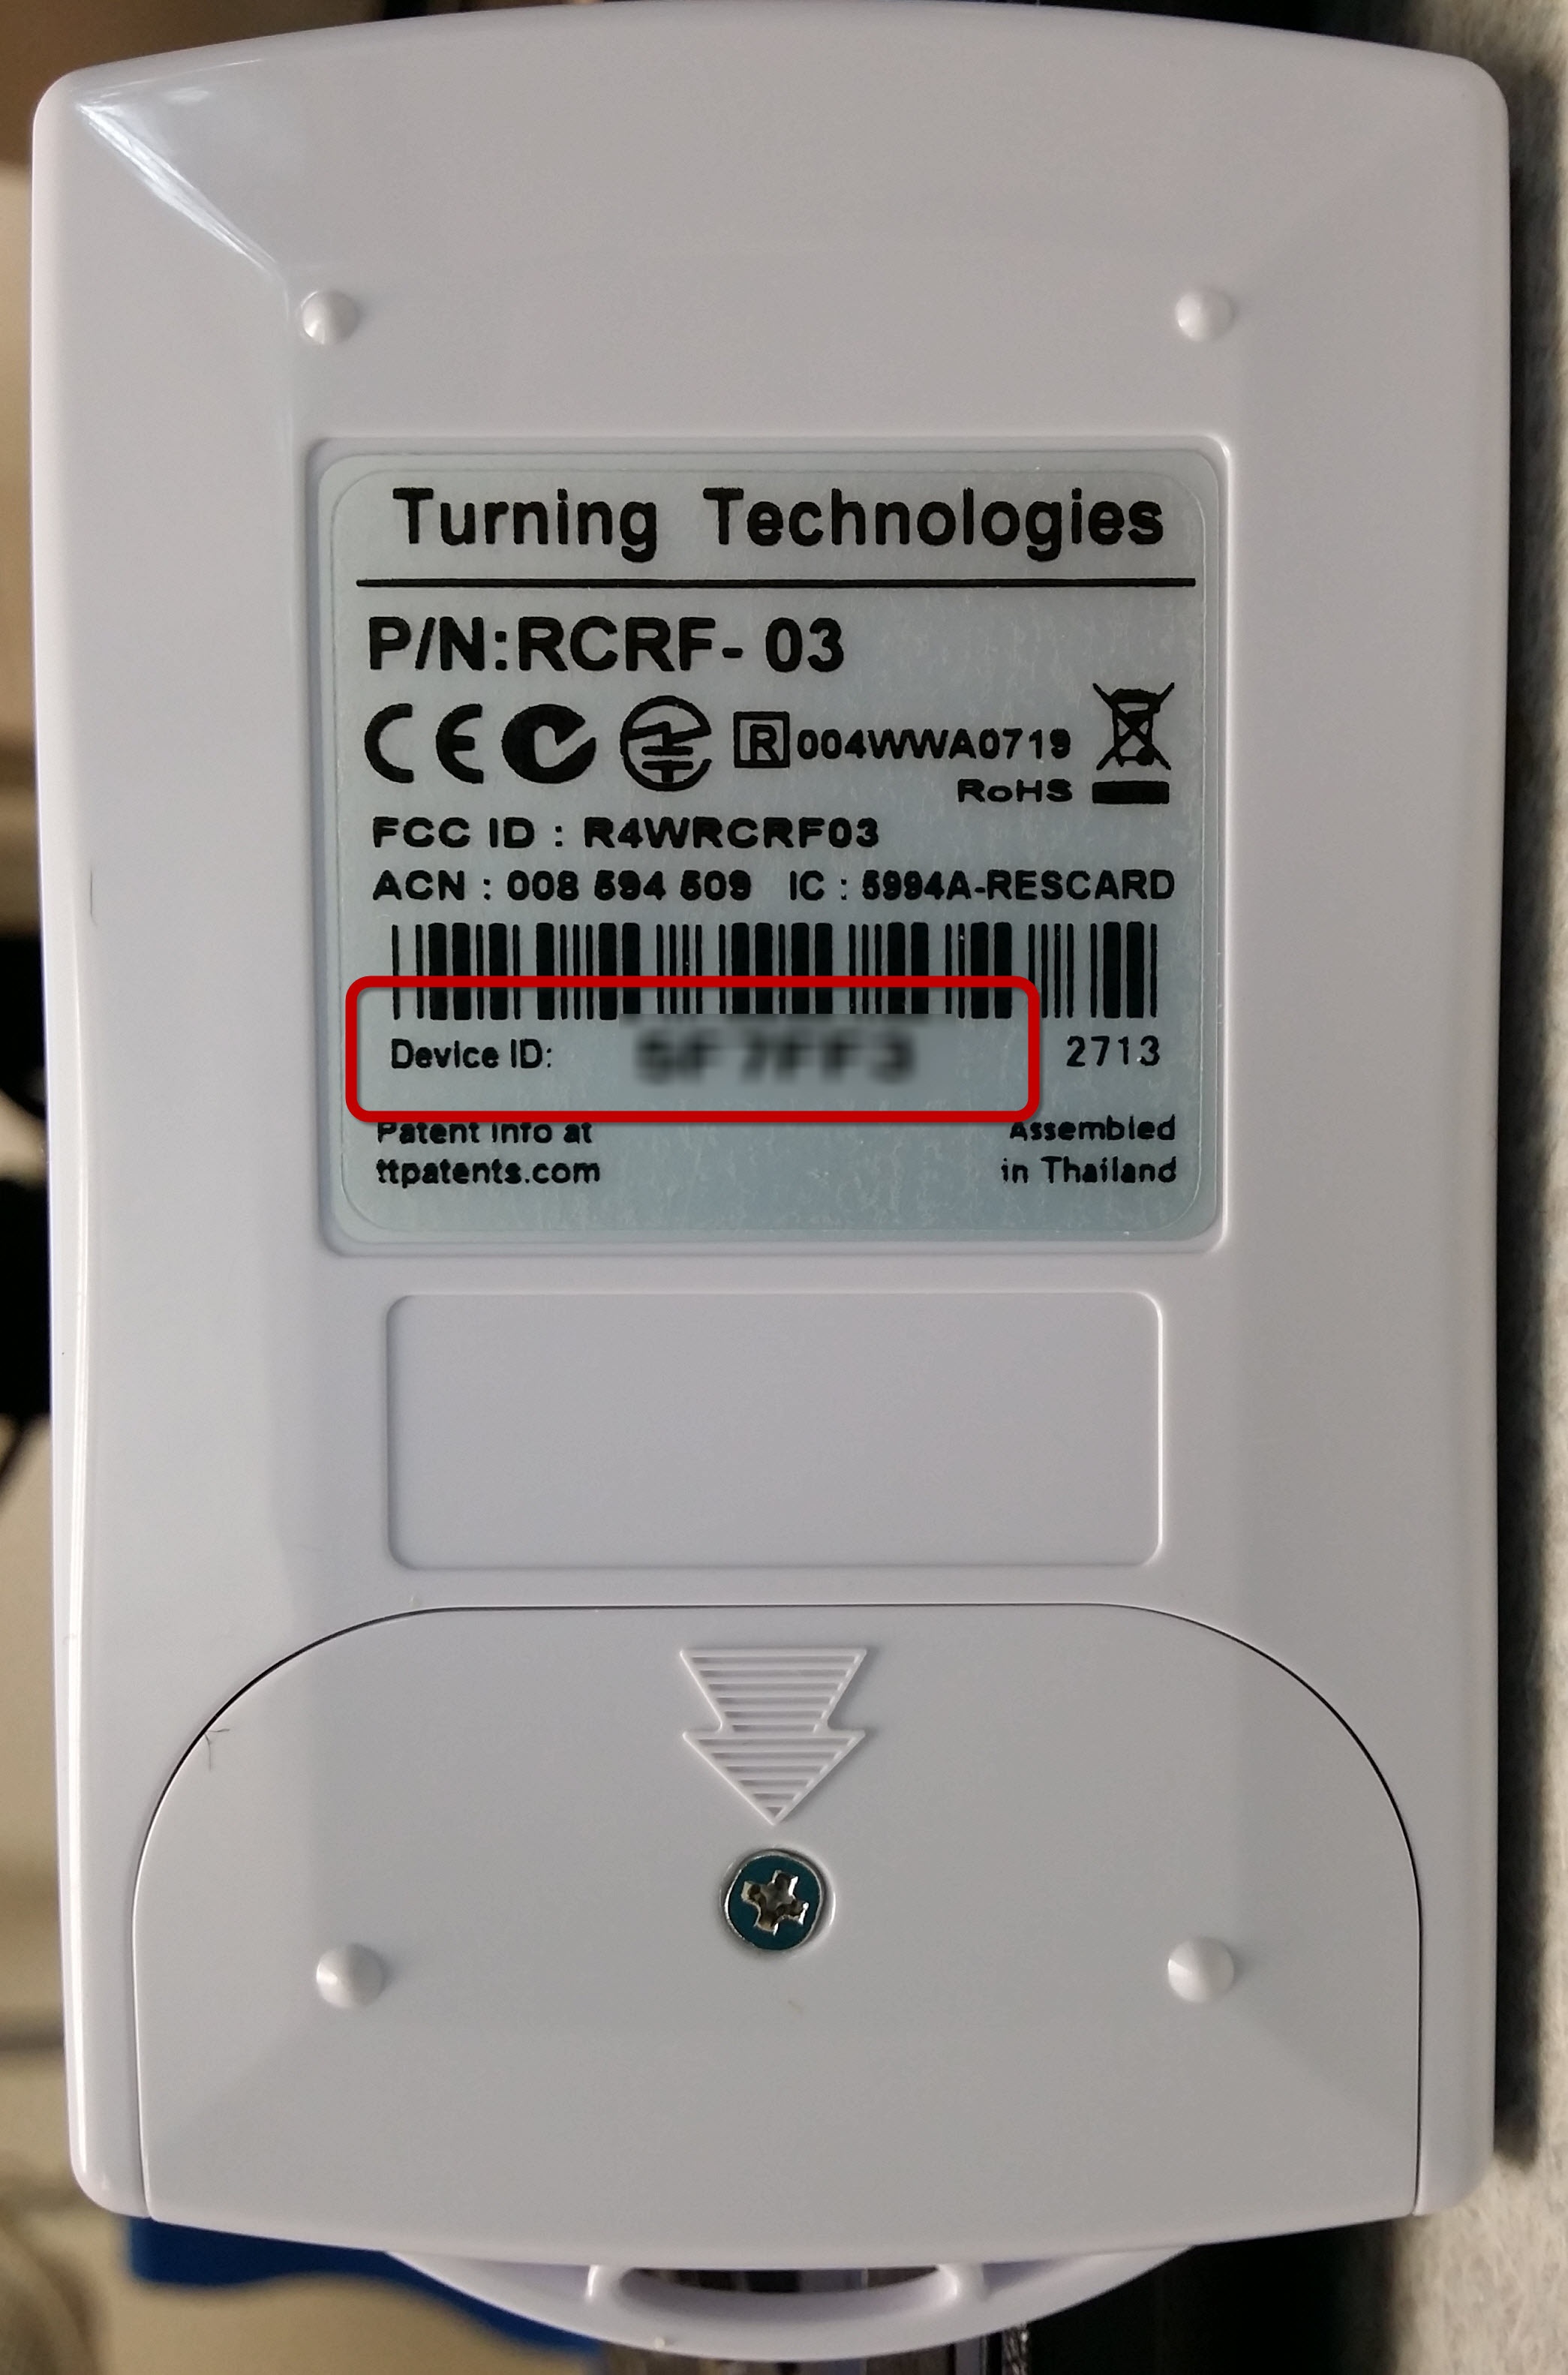 Turning Technologies
P/N:RCRF- 03
CE R 004WWA0719
RoHS
FCC ID : R4WRCRF03
ACN : 008 594 509 IC : 5994A-RESCARD
Device ID: 2713
Patent info at
ttpatents.com
Assembled
in Thailand